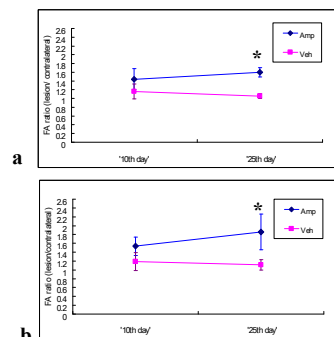 FA ratio (lesion/ contralateral)
2.6
2.4
2.2
2
1.8
1.6
1.4
1.2
1
0.8
0.6
0.4
0.2
0
*
Amp
Veh
'10th day'
'25th day'
a
FA ratio (lesion/contralateral)
2.6
2.4
2.2
2
1.8
1.6
1.4
1.2
1
0.8
0.6
0.4
0.2
0
*
Amp
Veh
'10th day'
'25th day'
b